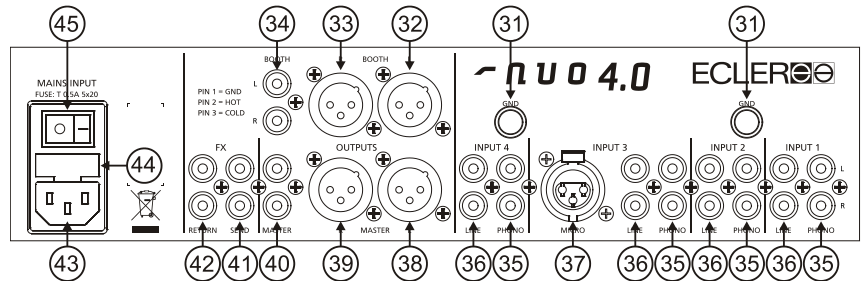 45 34 33 32 31 31
MAINS INPUT
FUSE: T 0.5A 5x20
BOOTH
BOOTH
L
R
PIN 1 = GND
PIN 2 = HOT
PIN 3 = COLD
nuo 4.0
ECLER
GND
GND
44
FX
OUTPUTS
INPUT 4
INPUT 3
INPUT 2
INPUT 1
L
R
RETURN
SEND
MASTER
MASTER
LINE
PHONO
MICRO
LINE
PHONO
LINE
PHONO
LINE
PHONO
43 42 41 40 39 38 36 35 37 36 35 36 35 36 35